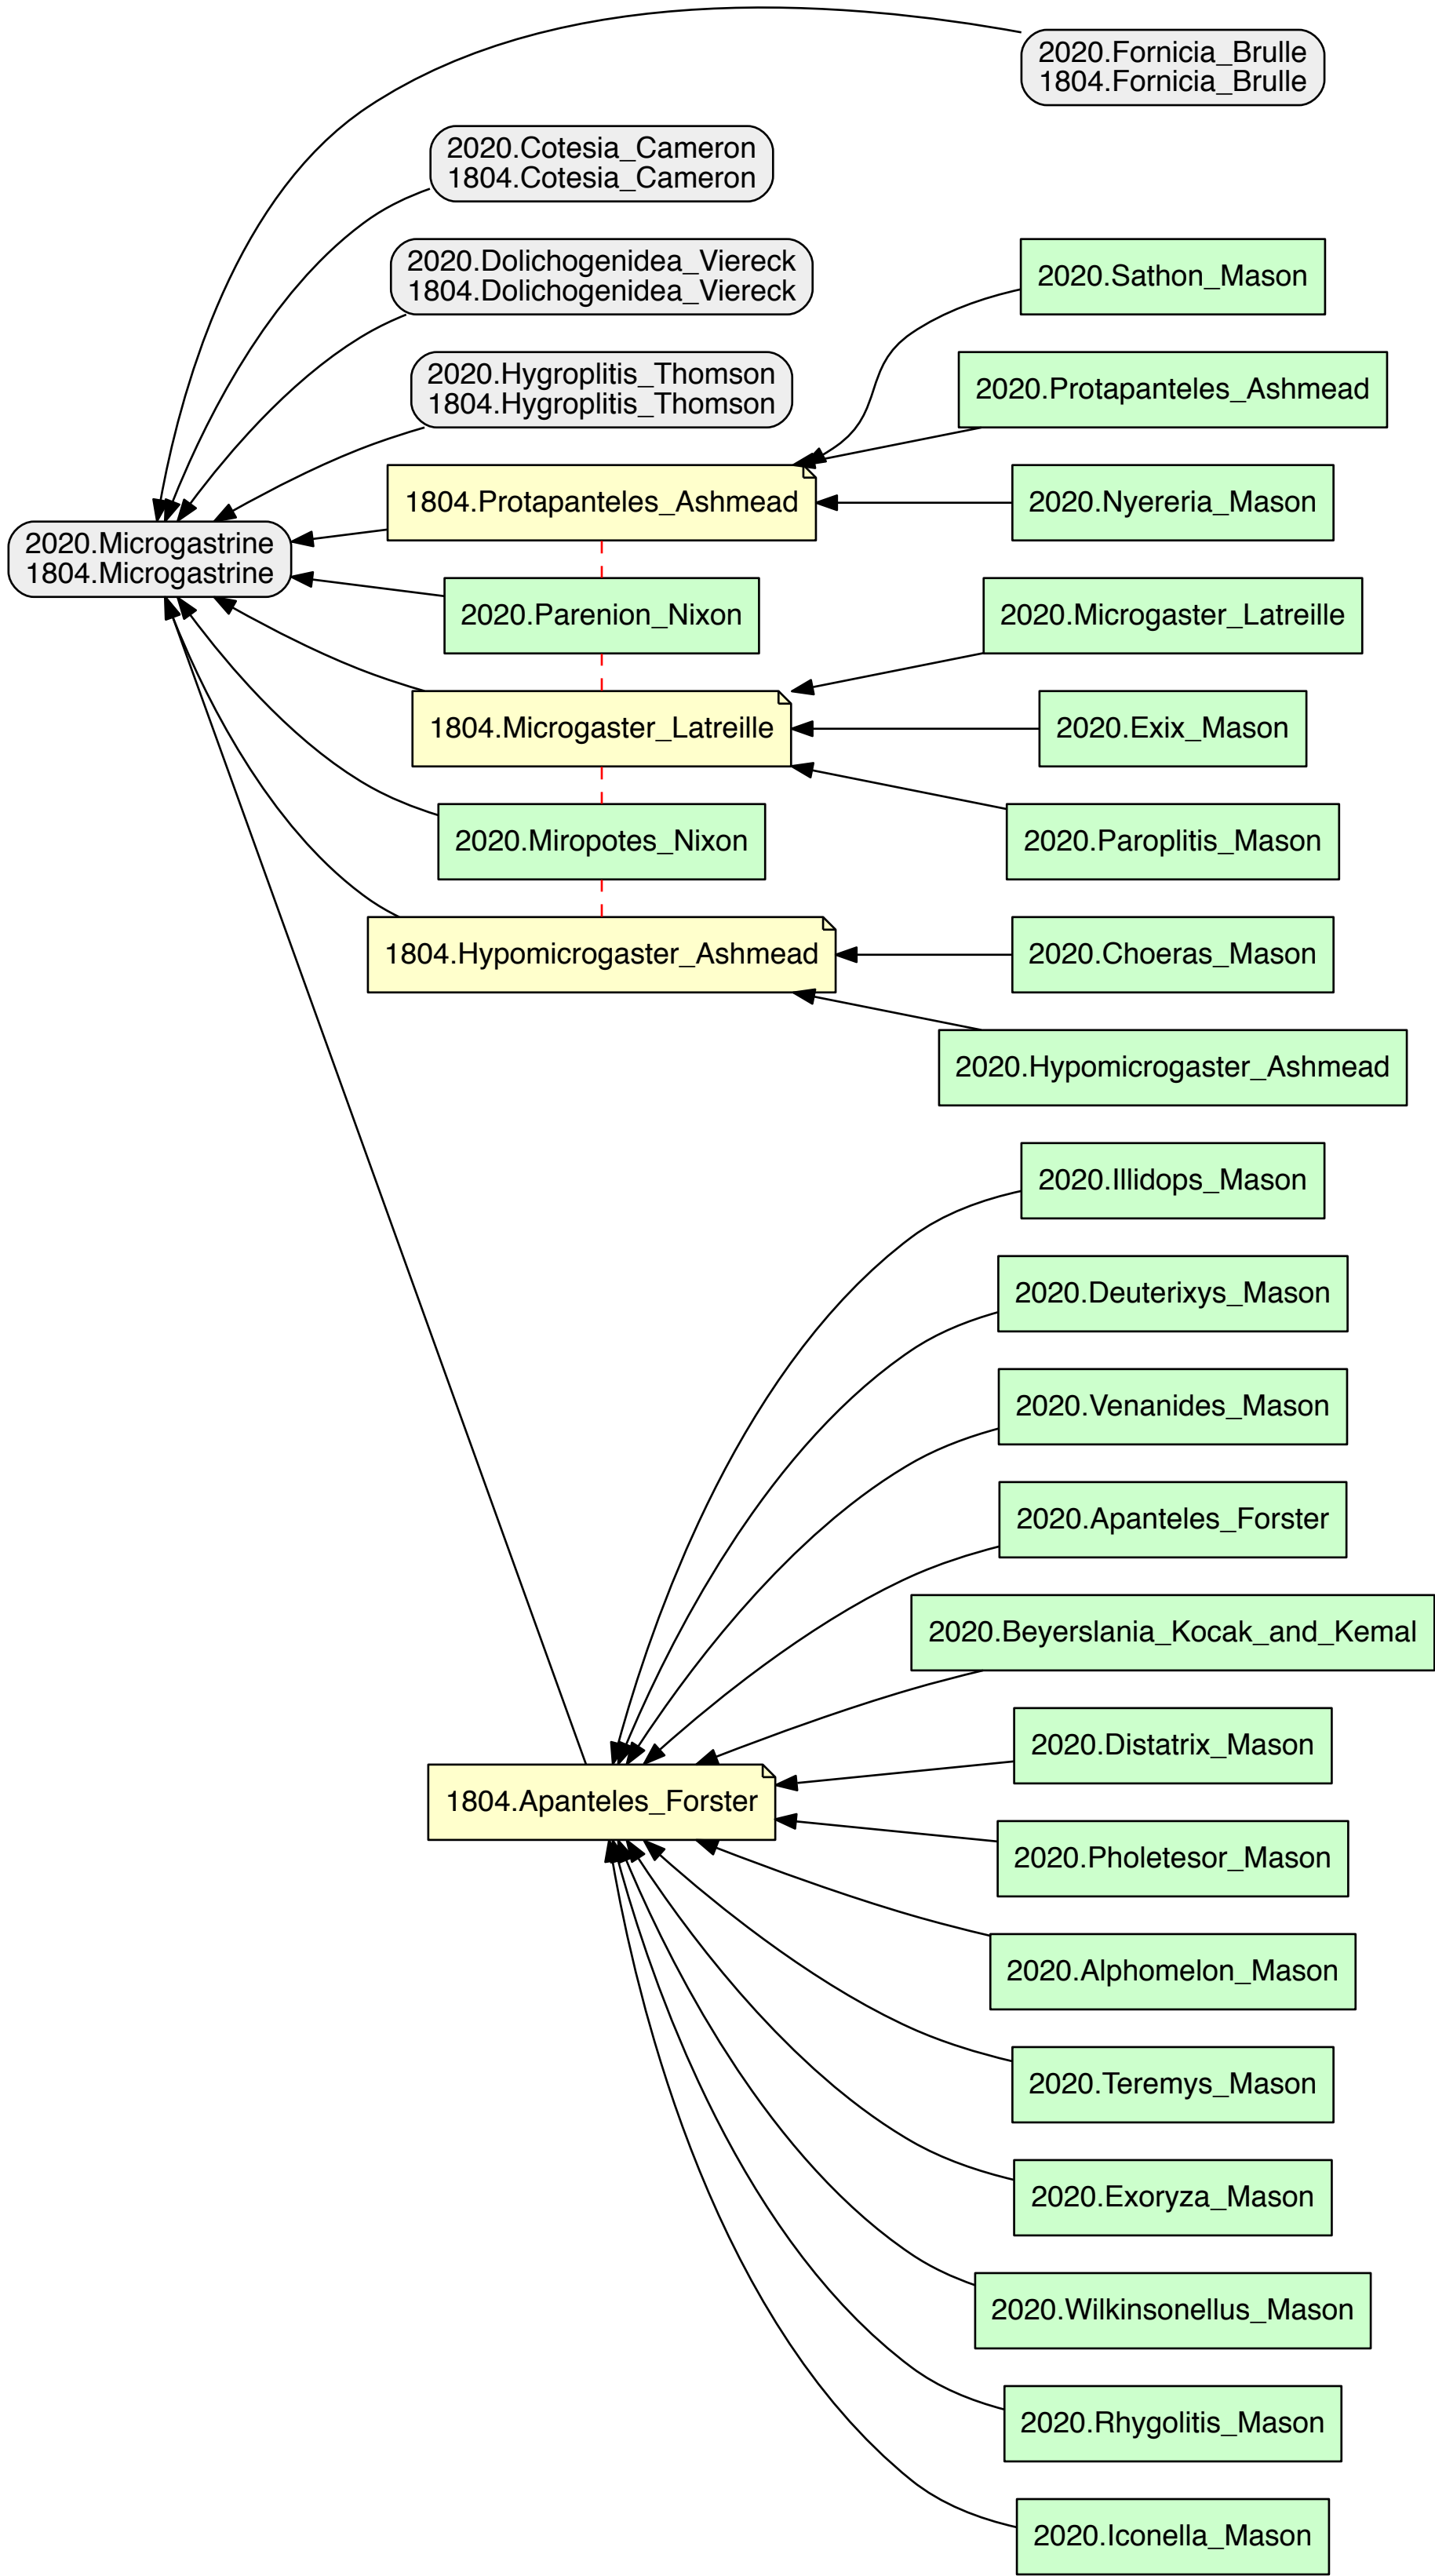 2020.Fornicia_Brulle
1804.Fornicia_Brulle
2020.Cotesia_Cameron
1804.Cotesia_Cameron
2020.Dolichogenidea_Viereck
1804.Dolichogenidea_Viereck
2020.Sathon_Mason
2020.Hygroplitis_Thomson
1804.Hygroplitis_Thomson
2020.Protapanteles_Ashmead
1804.Protapanteles_Ashmead
2020.Nyereria_Mason
2020.Microgastrine
1804.Microgastrine
2020.Parenion_Nixon
2020.Microgaster_Latreille
1804.Microgaster_Latreille
2020.Exix_Mason
2020.Miropotes_Nixon
2020.Paroplitis_Mason
1804.Hypomicrogaster_Ashmead
2020.Choeras_Mason
2020.Hypomicrogaster_Ashmead
2020.Illidops_Mason
2020.Deuterixys_Mason
2020.Venanides_Mason
2020.Apanteles_Forster
2020.Beyerslania_Kocak_and_Kemal
2020.Distatrix_Mason
1804.Apanteles_Forster
2020.Pholetesor_Mason
2020.Alphomelon_Mason
2020.Teremys_Mason
2020.Exoryza_Mason
2020.Wilkinsonellus_Mason
2020.Rhygolitis_Mason
2020.Iconella_Mason